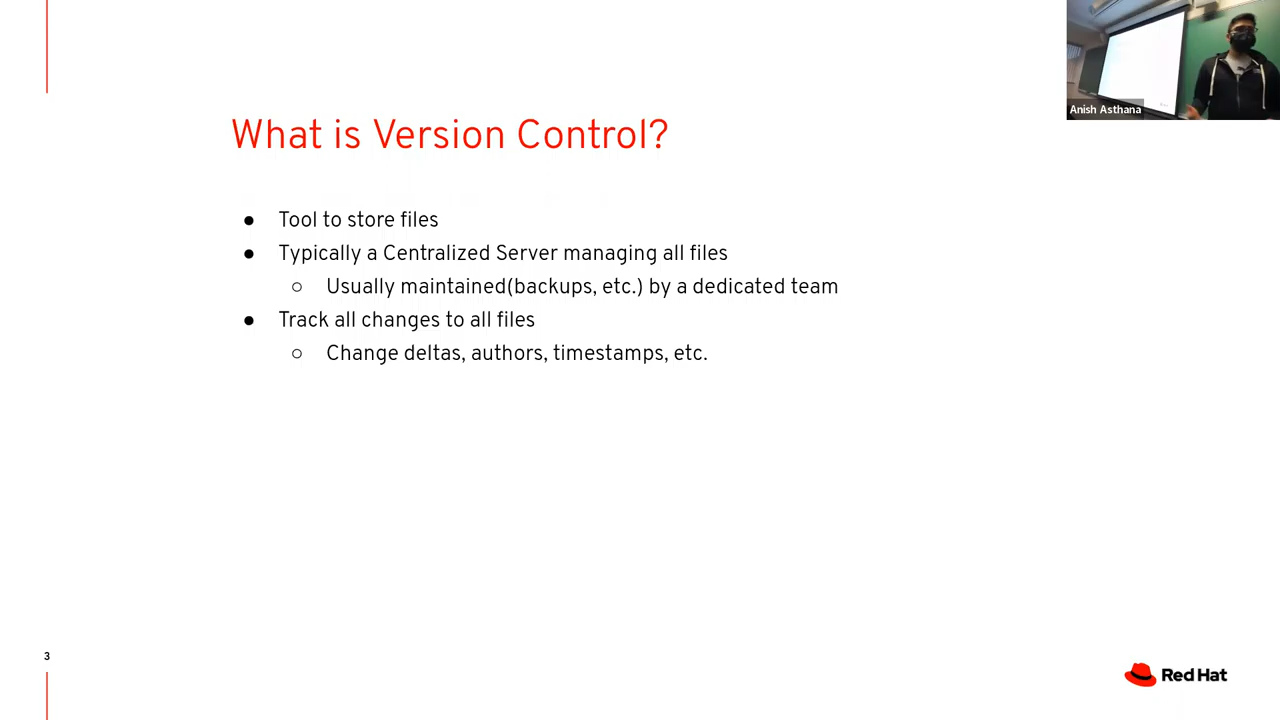 Anish Asthana
What is Version Control?
● Tool to store files
● Typically a Centralized Server managing all files
○ Usually maintained(backups, etc.) by a dedicated team
● Track all changes to all files
○ Change deltas, authors, timestamps, etc.
3
Red Hat